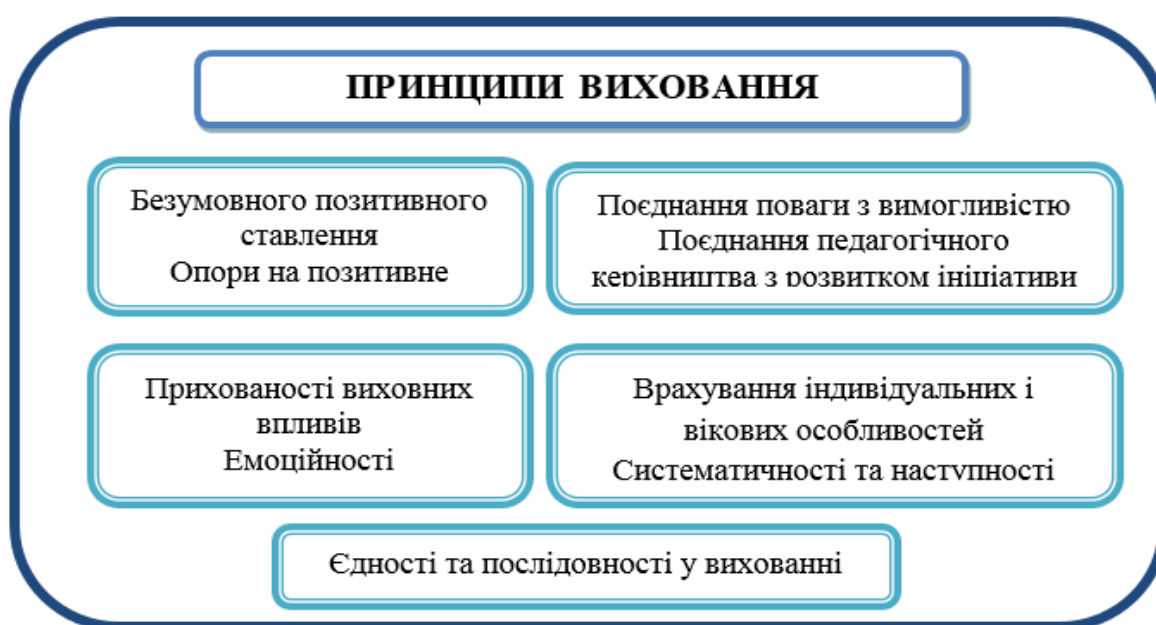 ПРИНЦИПИ ВИХОВАННЯ
Безумовного позитивного
ставлення
Опори на позитивне
Поєднання поваги з вимогливістю
Поєднання педагогічного
керівництва з розвитком ініціативи
Прихованості виховних
впливів
Емоційності
Врахування індивідуальних і
вікових особливостей
Систематичності та наступності
Єдності та послідовності у вихованні